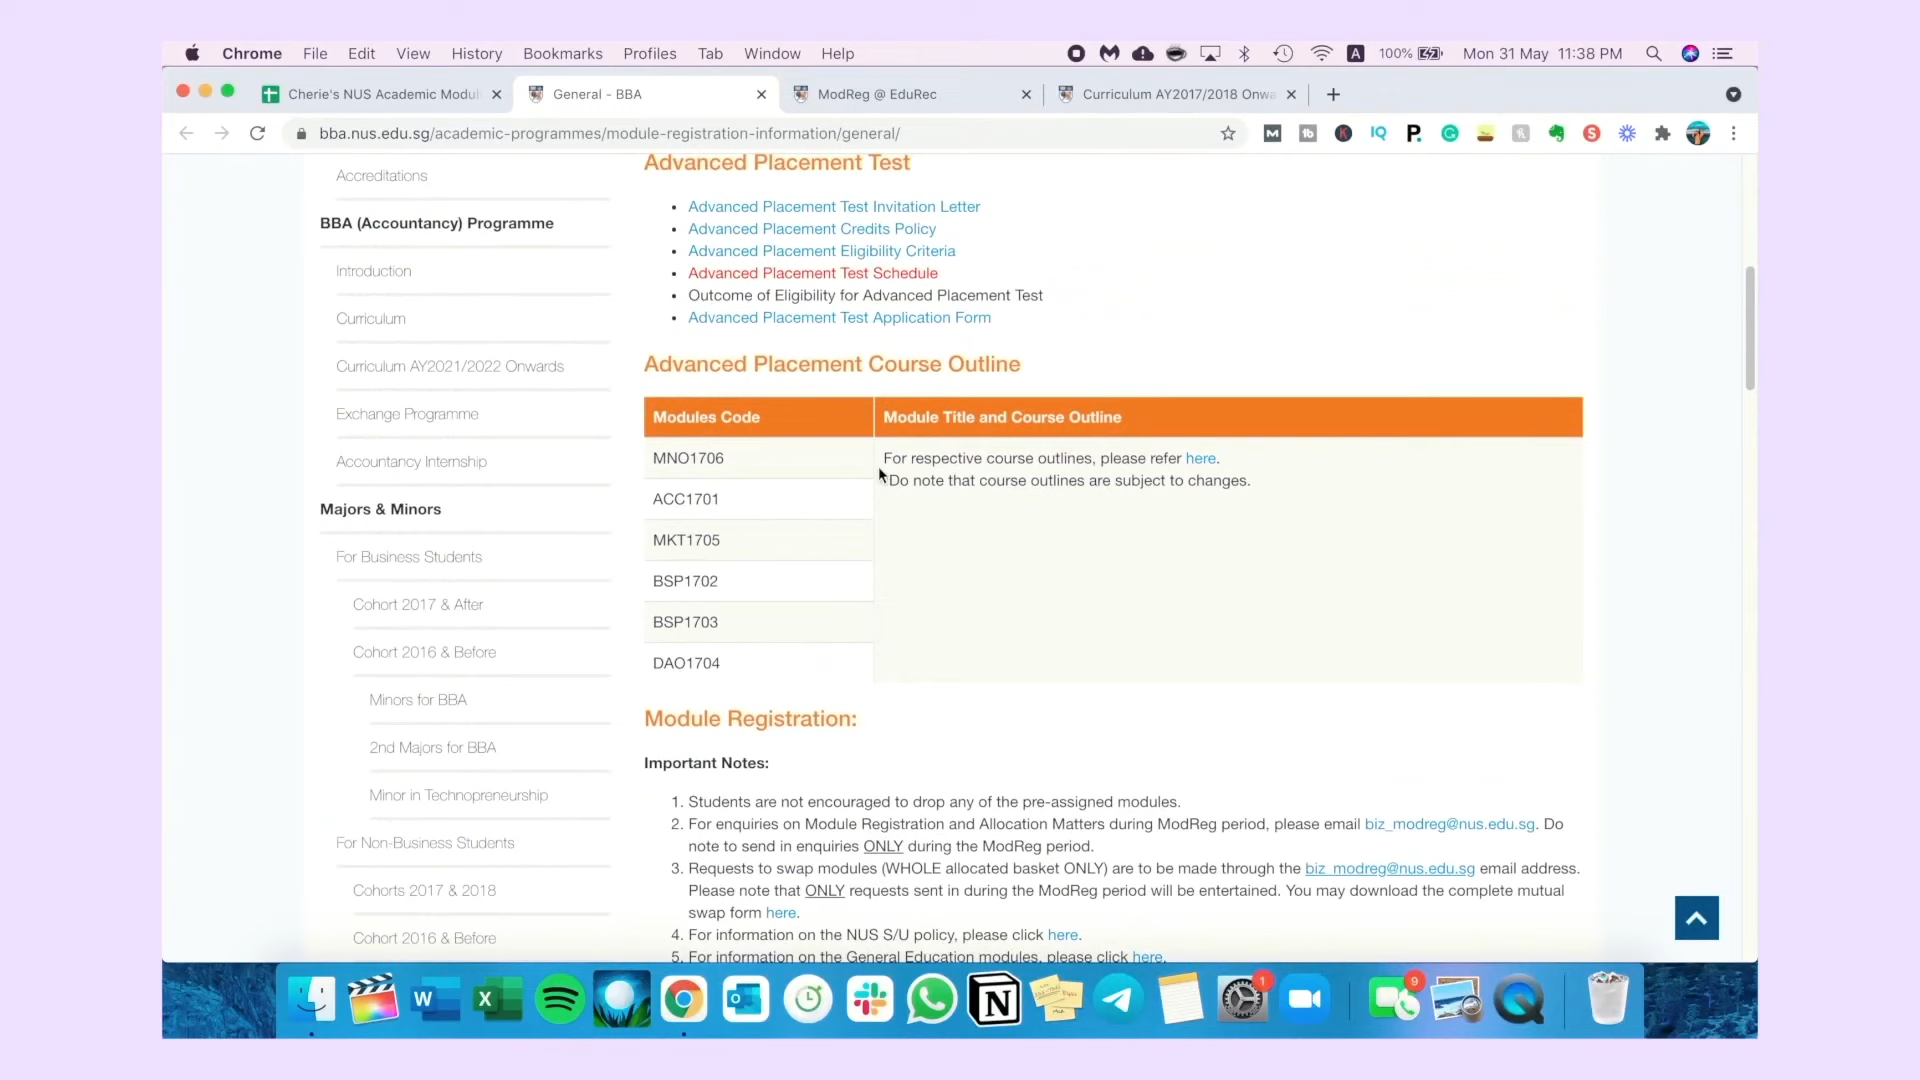 Chrome File Edit View History Bookmarks Profiles Tab Window Help A 100% Mon 31 May 11:38 PM
Cherie's NUS Academic Modul General - BBA ModReg @ EduRec Curriculum AY2017/2018 Onwa
bba.nus.edu.sg/academic-programmes/module-registration-information/general/
Accreditations
BBA (Accountancy) Programme
Introduction
Curriculum
Curriculum AY2021/2022 Onwards
Exchange Programme
Accountancy Internship
Majors & Minors
For Business Students
Cohort 2017 & After
Cohort 2016 & Before
Minors for BBA
2nd Majors for BBA
Minor in Technopreneurship
For Non-Business Students
Cohorts 2017 & 2018
Cohort 2016 & Before
Advanced Placement Test
• Advanced Placement Test Invitation Letter
• Advanced Placement Credits Policy
• Advanced Placement Eligibility Criteria
• Advanced Placement Test Schedule
• Outcome of Eligibility for Advanced Placement Test
• Advanced Placement Test Application Form
Advanced Placement Course Outline
Modules Code Module Title and Course Outline
MNO1706 For respective course outlines, please refer here.
Do note that course outlines are subject to changes.
ACC1701
MKT1705
BSP1702
BSP1703
DAO1704
Module Registration:
Important Notes:
1. Students are not encouraged to drop any of the pre-assigned modules.
2. For enquiries on Module Registration and Allocation Matters during ModReg period, please email biz_modreg@nus.edu.sg. Do
note to send in enquiries ONLY during the ModReg period.
3. Requests to swap modules (WHOLE allocated basket ONLY) are to be made through the biz_modreg@nus.edu.sg email address.
Please note that ONLY requests sent in during the ModReg period will be entertained. You may download the complete mutual
swap form here.
4. For information on the NUS S/U policy, please click here.
5. For information on the General Education modules, please click here.
W X N 1 9